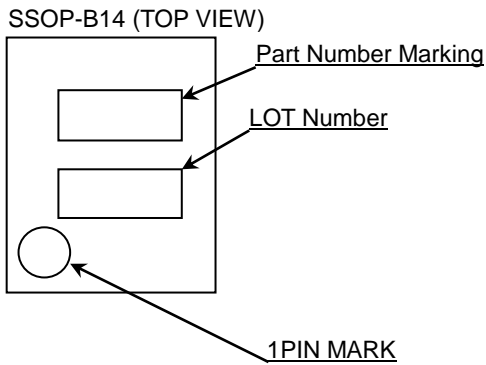 SSOP-B14 (TOP VIEW)
Part Number Marking
LOT Number
1PIN MARK